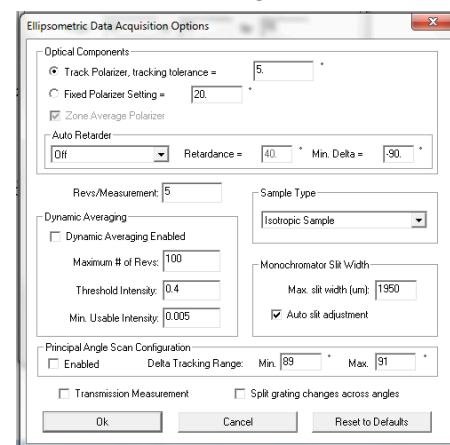 Ellipsometric Data Acquisition Options
Optical Components
Track Polarizer, tracking tolerance = 5. °
Fixed Polarizer Setting = 20. °
Zone Average Polarizer
Auto Retarder
Off Retardance = 40. ° Min. Delta = -90. °
Revs/Measurement: 5
Sample Type
Isotropic Sample
Dynamic Averaging
Dynamic Averaging Enabled
Maximum # of Revs: 100
Threshold Intensity: 0.4
Min. Usable Intensity: 0.005
Monochromator Slit Width
Max. slit width (um): 1950
Auto slit adjustment
Principal Angle Scan Configuration
Enabled Delta Tracking Range: Min. 89 ° Max. 91 °
Transmission Measurement Split grating changes across angles
Ok Cancel Reset to Defaults